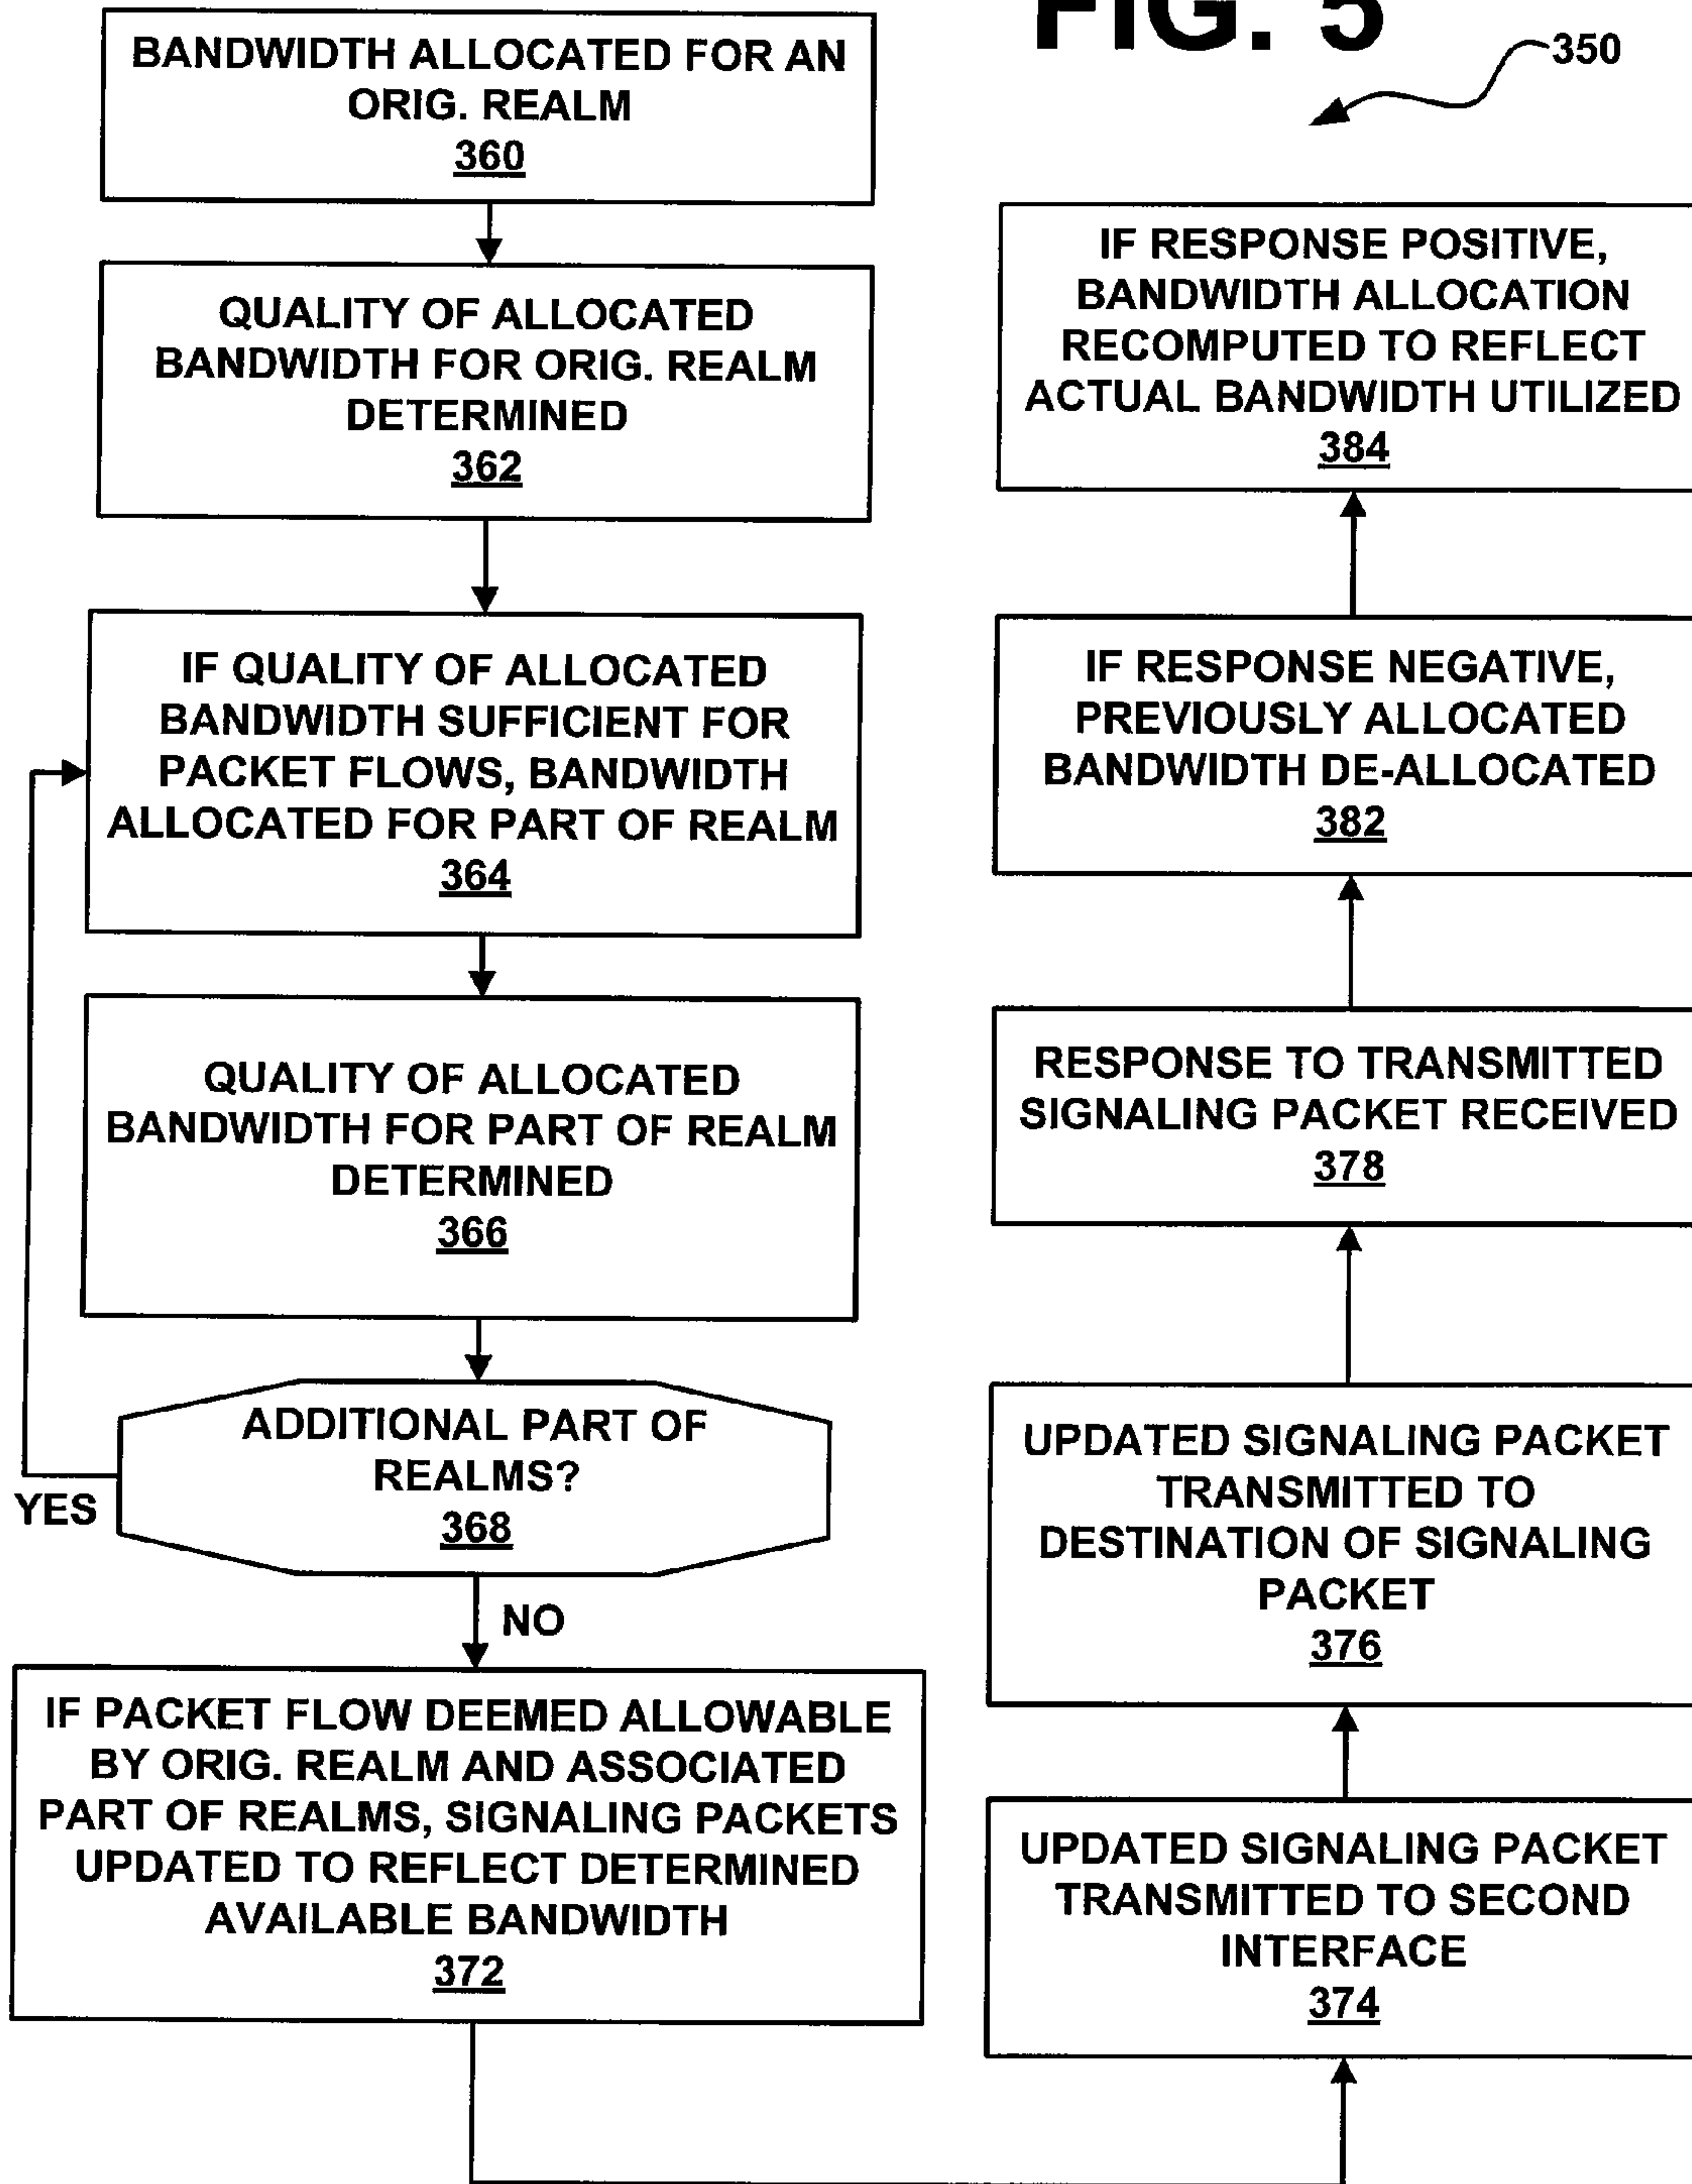 FIG. 5
350
BANDWIDTH ALLOCATED FOR AN
ORIG. REALM
360
QUALITY OF ALLOCATED
BANDWIDTH FOR ORIG. REALM
DETERMINED
362
IF QUALITY OF ALLOCATED
BANDWIDTH SUFFICIENT FOR
PACKET FLOWS, BANDWIDTH
ALLOCATED FOR PART OF REALM
364
QUALITY OF ALLOCATED
BANDWIDTH FOR PART OF REALM
DETERMINED
366
ADDITIONAL PART OF
REALMS?
368
YES
NO
IF PACKET FLOW DEEMED ALLOWABLE
BY ORIG. REALM AND ASSOCIATED
PART OF REALMS, SIGNALING PACKETS
UPDATED TO REFLECT DETERMINED
AVAILABLE BANDWIDTH
372
UPDATED SIGNALING PACKET
TRANSMITTED TO SECOND
INTERFACE
374
UPDATED SIGNALING PACKET
TRANSMITTED TO
DESTINATION OF SIGNALING
PACKET
376
RESPONSE TO TRANSMITTED
SIGNALING PACKET RECEIVED
378
IF RESPONSE NEGATIVE,
PREVIOUSLY ALLOCATED
BANDWIDTH DE-ALLOCATED
382
IF RESPONSE POSITIVE,
BANDWIDTH ALLOCATION
RECOMPUTED TO REFLECT
ACTUAL BANDWIDTH UTILIZED
384